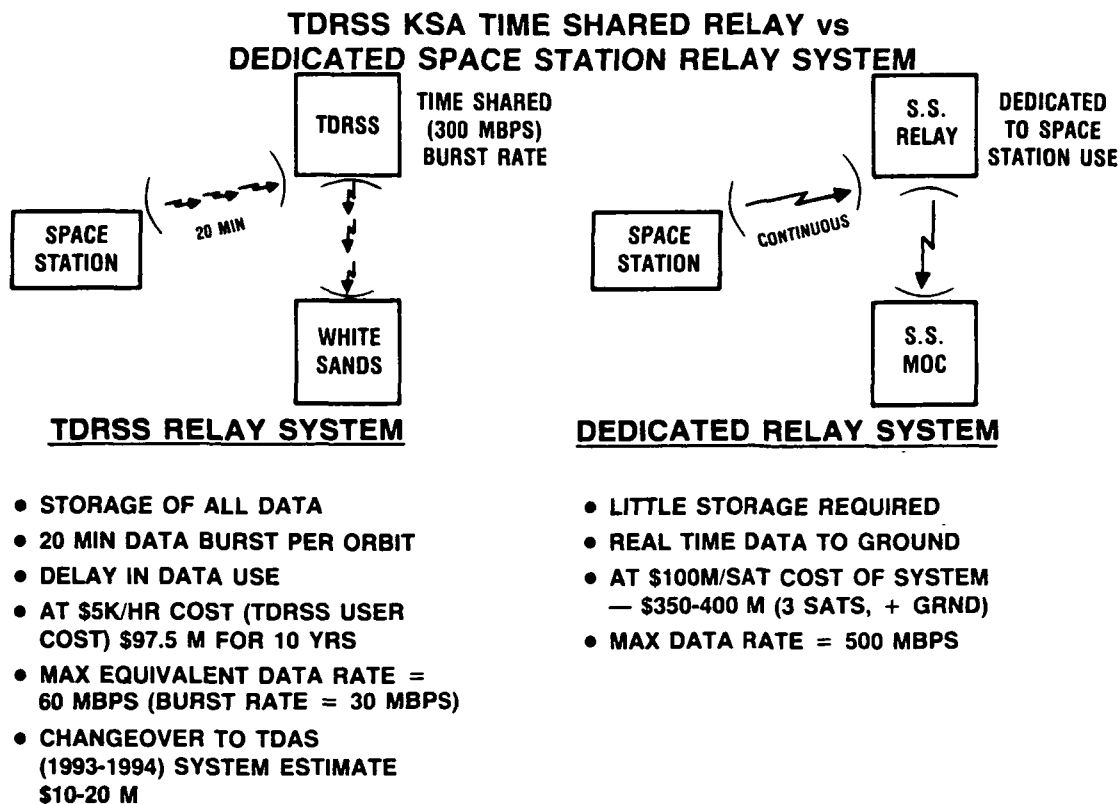 TDRSS KSA TIME SHARED RELAY vs
DEDICATED SPACE STATION RELAY SYSTEM
TDRSS
TIME SHARED
(300 MBPS)
BURST RATE
20 MIN
SPACE
STATION
WHITE
SANDS
TDRSS RELAY SYSTEM
• STORAGE OF ALL DATA
• 20 MIN DATA BURST PER ORBIT
• DELAY IN DATA USE
• AT $5K/HR COST (TDRSS USER
COST) $97.5 M FOR 10 YRS
• MAX EQUIVALENT DATA RATE =
60 MBPS (BURST RATE = 30 MBPS)
• CHANGEOVER TO TDAS
(1993-1994) SYSTEM ESTIMATE
$10-20 M
S.S.
RELAY
DEDICATED
TO SPACE
STATION USE
CONTINUOUS
SPACE
STATION
S.S.
MOC
DEDICATED RELAY SYSTEM
• LITTLE STORAGE REQUIRED
• REAL TIME DATA TO GROUND
• AT $100M/SAT COST OF SYSTEM
— $350-400 M (3 SATS, + GRND)
• MAX DATA RATE = 500 MBPS